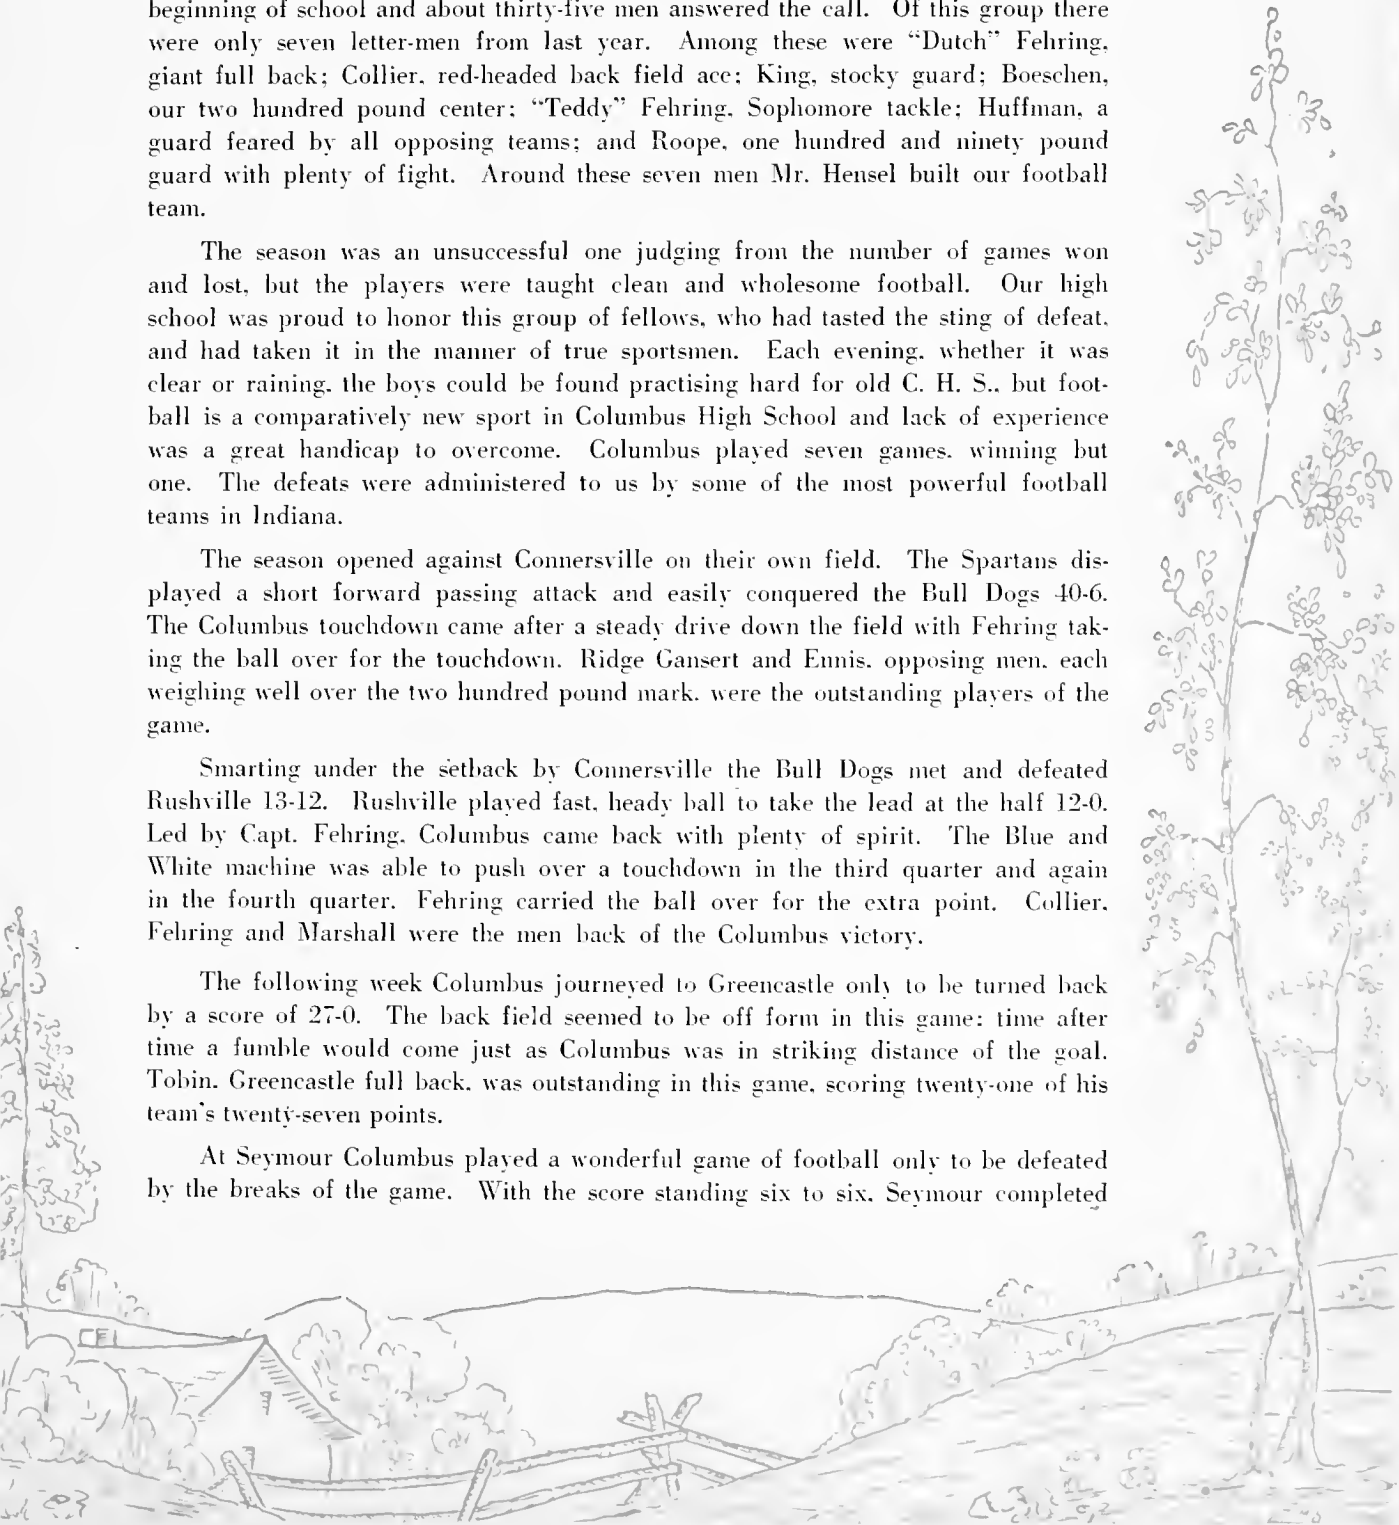 beginning of school and about thirty-five men answered the call. Of this group there
were only seven letter-men from last year. Among these were "Dutch" Fehring,
giant full back; Collier, red-headed back field ace; King, stocky guard; Boeschen,
our two hundred pound center; "Teddy" Fehring, Sophomore tackle; Huffman, a
guard feared by all opposing teams; and Roope, one hundred and ninety pound
guard with plenty of fight. Around these seven men Mr. Hensel built our football
team.
The season was an unsuccessful one judging from the number of games won
and lost, but the players were taught clean and wholesome football. Our high
school was proud to honor this group of fellows, who had tasted the sting of defeat,
and had taken it in the manner of true sportsmen. Each evening, whether it was
clear or raining, the boys could be found practising hard for old C. H. S., but foot-
ball is a comparatively new sport in Columbus High School and lack of experience
was a great handicap to overcome. Columbus played seven games, winning but
one. The defeats were administered to us by some of the most powerful football
teams in Indiana.
The season opened against Connersville on their own field. The Spartans dis-
played a short forward passing attack and easily conquered the Bull Dogs 40-6.
The Columbus touchdown came after a steady drive down the field with Fehring tak-
ing the ball over for the touchdown. Ridge Gansert and Ennis, opposing men, each
weighing well over the two hundred pound mark, were the outstanding players of the
game.
Smarting under the setback by Connersville the Bull Dogs met and defeated
Rushville 13-12. Rushville played fast, heady ball to take the lead at the half 12-0.
Led by Capt. Fehring, Columbus came back with plenty of spirit. The Blue and
White machine was able to push over a touchdown in the third quarter and again
in the fourth quarter. Fehring carried the ball over for the extra point. Collier,
Fehring and Marshall were the men back of the Columbus victory.
The following week Columbus journeyed to Greencastle only to be turned back
by a score of 27-0. The back field seemed to be off form in this game: time after
time a fumble would come just as Columbus was in striking distance of the goal.
Tobin, Greencastle full back, was outstanding in this game, scoring twenty-one of his
team's twenty-seven points.
At Seymour Columbus played a wonderful game of football only to be defeated
by the breaks of the game. With the score standing six to six, Seymour completed